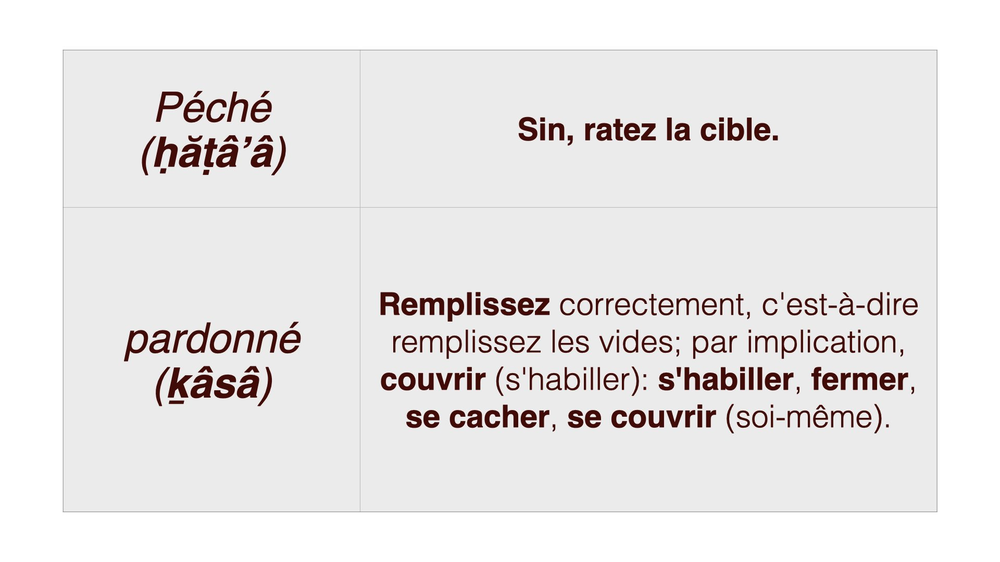 Péché
(ḥăṭâ’â)
Sin, ratez la cible.
pardonné
(ḵâsâ)
Remplissez correctement, c'est-à-dire
remplissez les vides; par implication,
couvrir (s'habiller): s'habiller, fermer,
se cacher, se couvrir (soi-même).